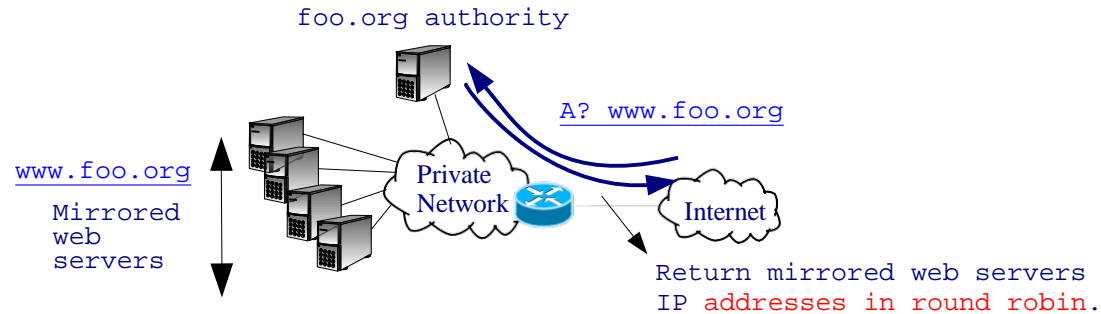 foo.org authority
A? www.foo.org
www.foo.org
Mirrored
web
servers
Private
Network
Internet
Return mirrored web servers
IP addresses in round robin.